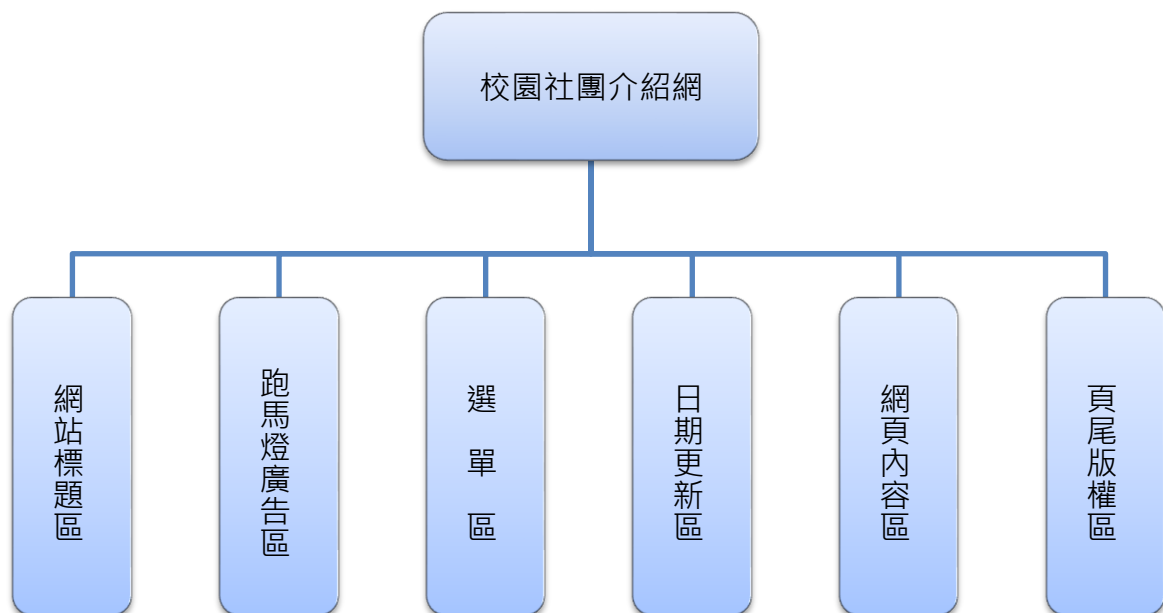 校園社團介紹網
網站標題區
跑馬燈廣告區
選單區
日期更新區
網頁內容區
頁尾版權區